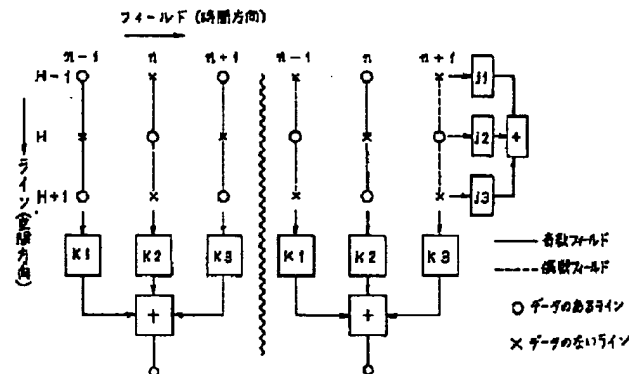 フィールド (時間方向)
n-1 n n+1 n-1 n n+1
H-1
H
H+1
ライン(空間方向)
j1
j2
+
j3
K1 K2 K3 K1 K2 K3
+ +
奇数フィールド
偶数フィールド
○ データのあるライン
× データのないライン